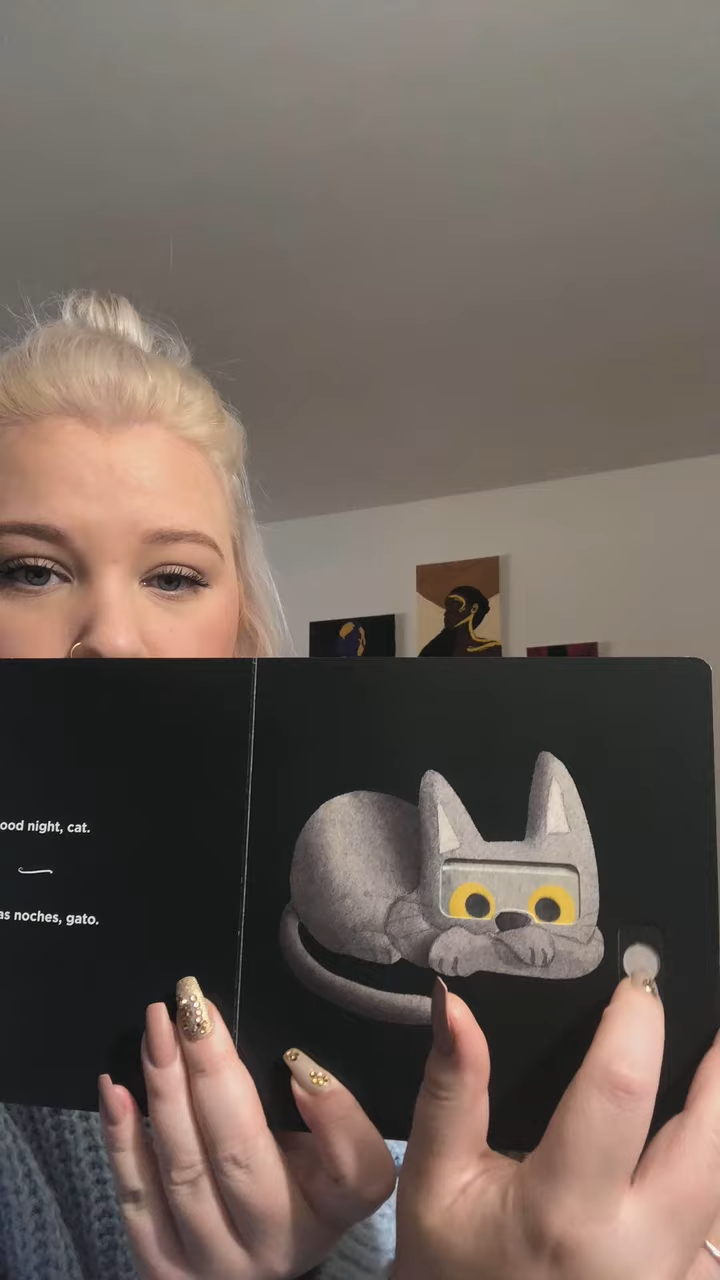 ood night, cat.
as noches, gato.